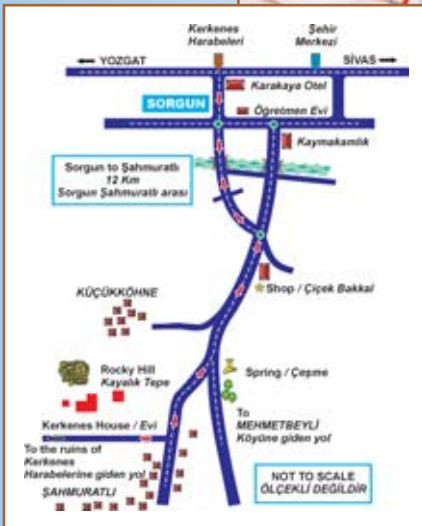 Kerkenes
Harabeleri
Şehir
Merkezi
YOZGAT
SİVAS
Karakaya Otel
SORGUN
Öğretmen Evi
Kaymakamlık
Sorgun to Şahmuratlı
12 Km
Sorgun Şahmuratlı arası
Shop / Çiçek Bakkal
KÜÇÜKKÖHNE
Rocky Hill
Kayalık Tepe
Spring / Çeşme
Kerkenes House / Evi
To
MEHMETBEYLİ
Köyüne giden yol
To the ruins of
Kerkenes
Harabelerine giden yol
ŞAHMURATLI
NOT TO SCALE
ÖLÇEKLİ DEĞİLDİR